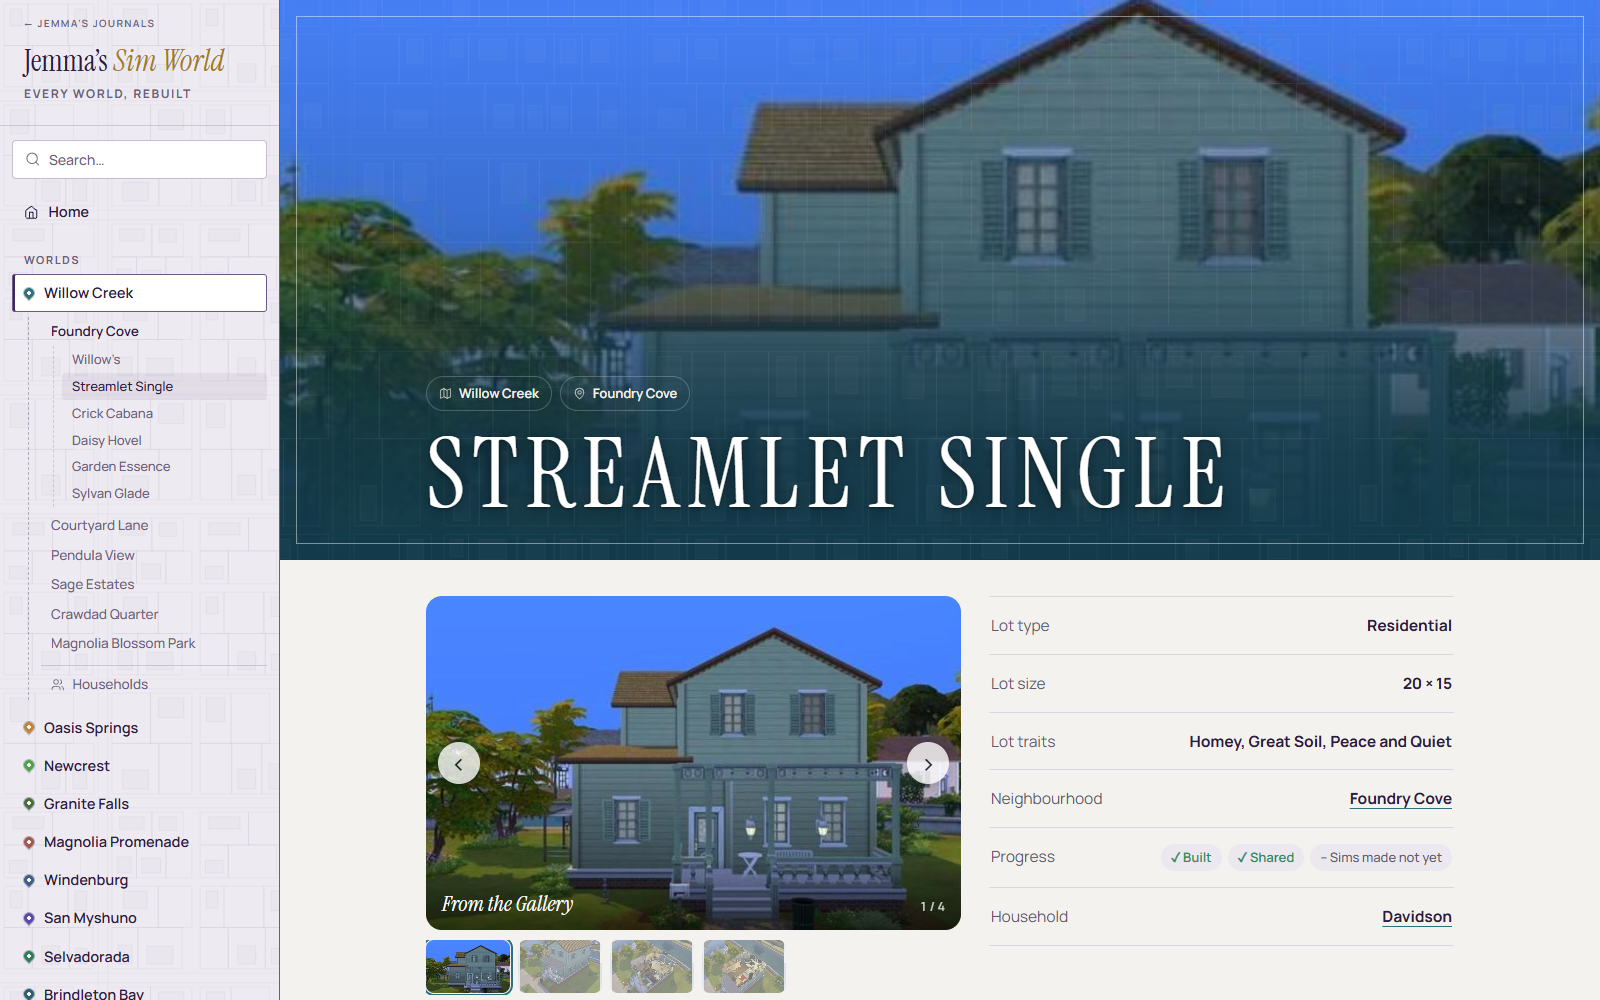 ← JEMMA'S JOURNALS
Jemma's Sim World
EVERY WORLD, REBUILT
Search...
Home
WORLDS
Willow Creek
Foundry Cove
Willow's
Streamlet Single
Crick Cabana
Daisy Hovel
Garden Essence
Sylvan Glade
Courtyard Lane
Pendula View
Sage Estates
Crawdad Quarter
Magnolia Blossom Park
Households
Oasis Springs
Newcrest
Granite Falls
Magnolia Promenade
Windenburg
San Myshuno
Selvadorada
Brindleton Bay
Willow Creek
Foundry Cove
STREAMLET SINGLE
From the Gallery
1 / 4
Lot type
Residential
Lot size
20 × 15
Lot traits
Homey, Great Soil, Peace and Quiet
Neighbourhood
Foundry Cove
Progress
✓ Built
✓ Shared
– Sims made not yet
Household
Davidson